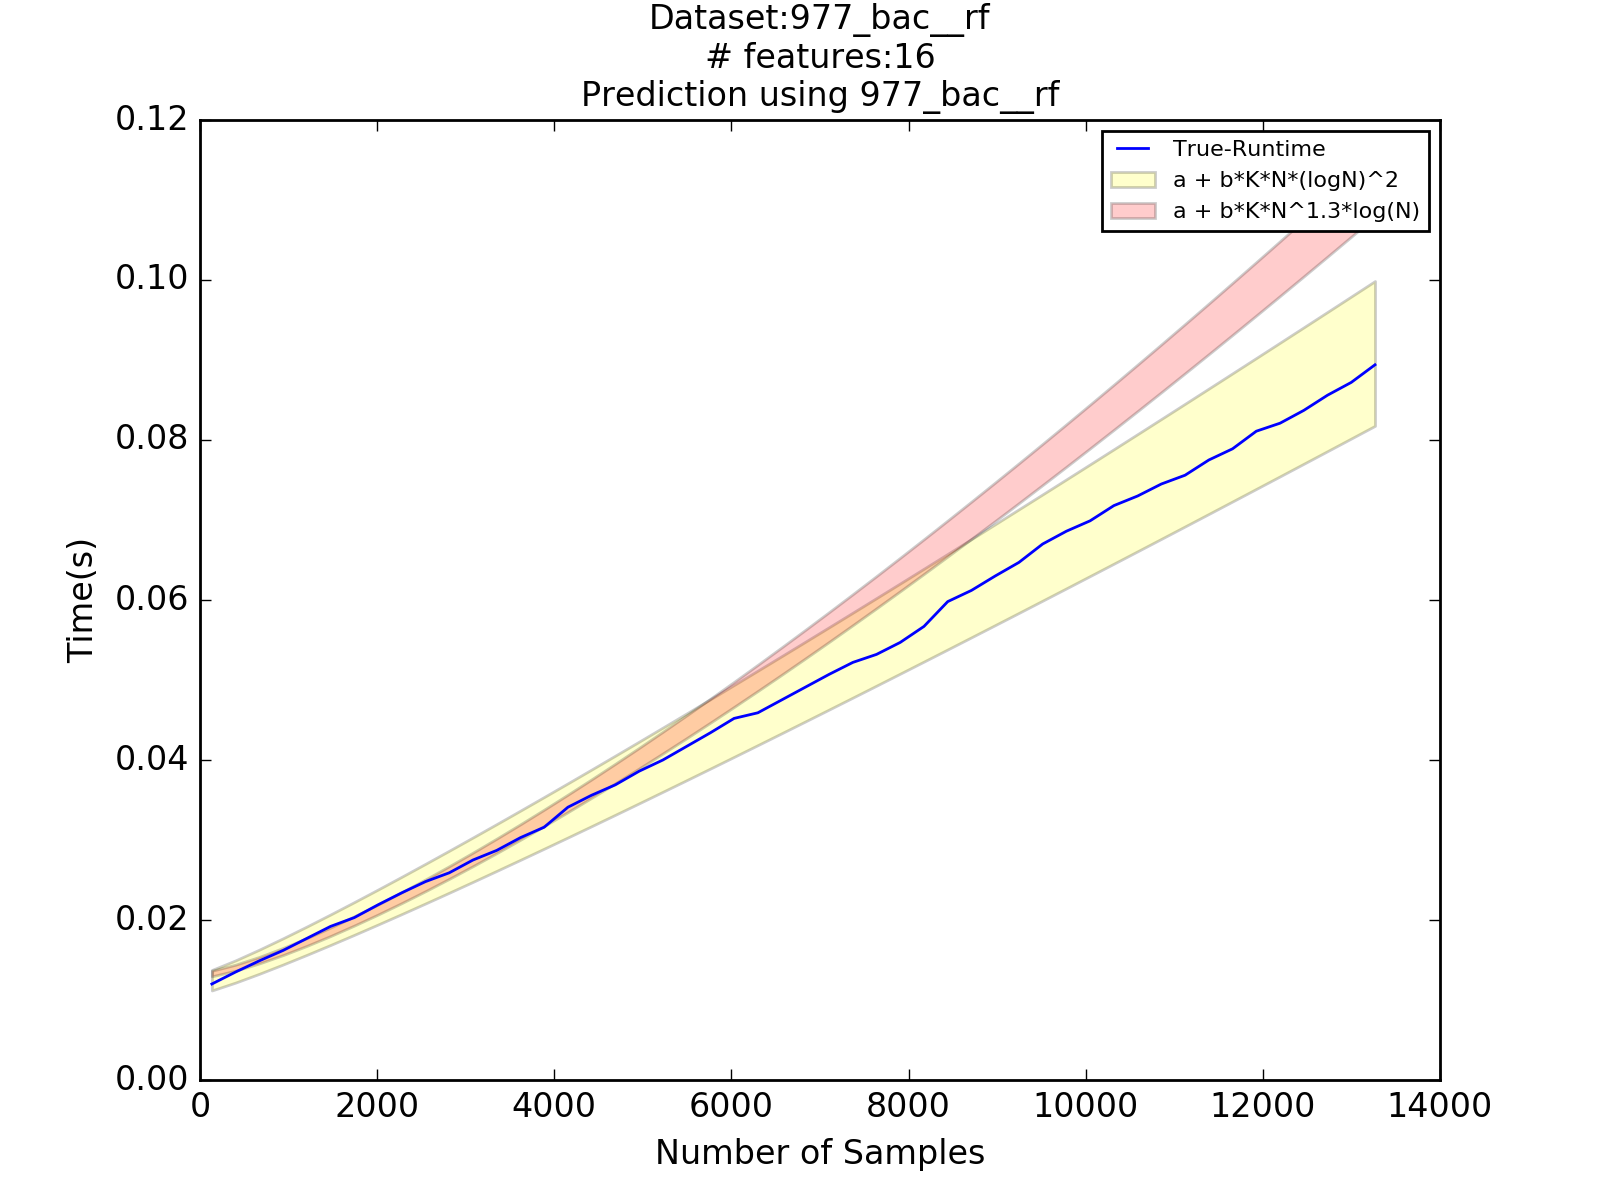 Dataset:977_bac__rf
# features:16
Prediction using 977_bac__rf
0.12
0.10
0.08
0.06
0.04
0.02
0.00
Time(s)
True-Runtime
a + b*K*N*(logN)^2
a + b*K*N^1.3*log(N)
0 2000 4000 6000 8000 10000 12000 14000
Number of Samples